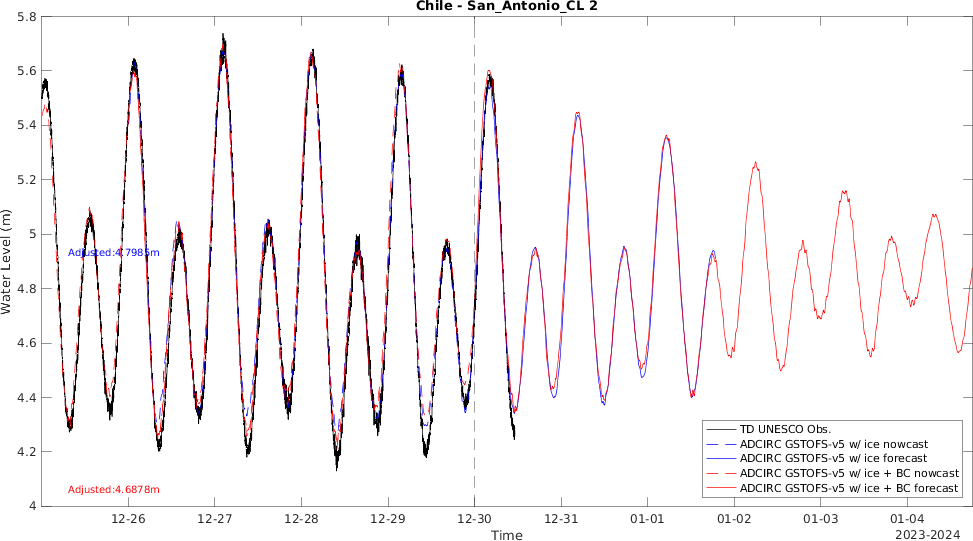 Chile - San_Antonio_CL 2
5.8
5.6
5.4
5.2
5
4.8
4.6
4.4
4.2
4
Water Level (m)
Adjusted:4.7985m
Adjusted:4.6878m
TD UNESCO Obs.
ADCIRC GSTOFS-v5 w/ ice nowcast
ADCIRC GSTOFS-v5 w/ ice forecast
ADCIRC GSTOFS-v5 w/ ice + BC nowcast
ADCIRC GSTOFS-v5 w/ ice + BC forecast
12-26 12-27 12-28 12-29 12-30 12-31 01-01 01-02 01-03 01-04
Time
2023-2024